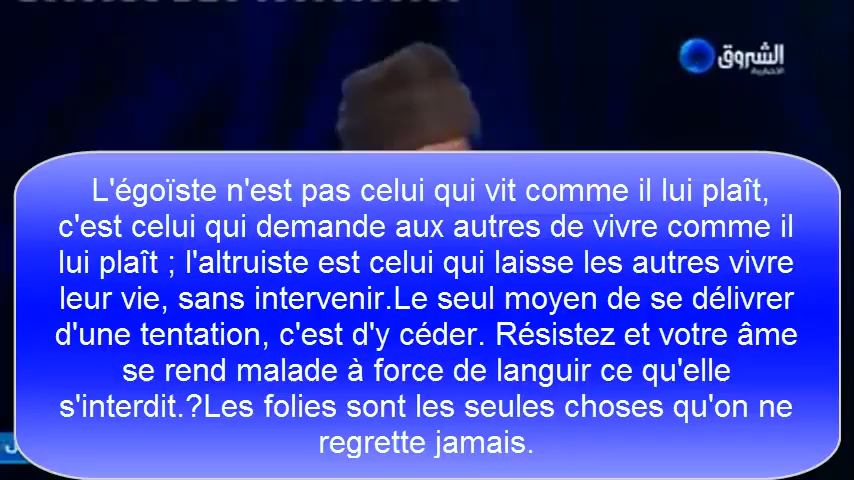 الشروق
الإخبارية
L'égoïste n'est pas celui qui vit comme il lui plaît,
c'est celui qui demande aux autres de vivre comme il
lui plaît ; l'altruiste est celui qui laisse les autres vivre
leur vie, sans intervenir.Le seul moyen de se délivrer
d'une tentation, c'est d'y céder. Résistez et votre âme
se rend malade à force de languir ce qu'elle
s'interdit.?Les folies sont les seules choses qu'on ne
regrette jamais.